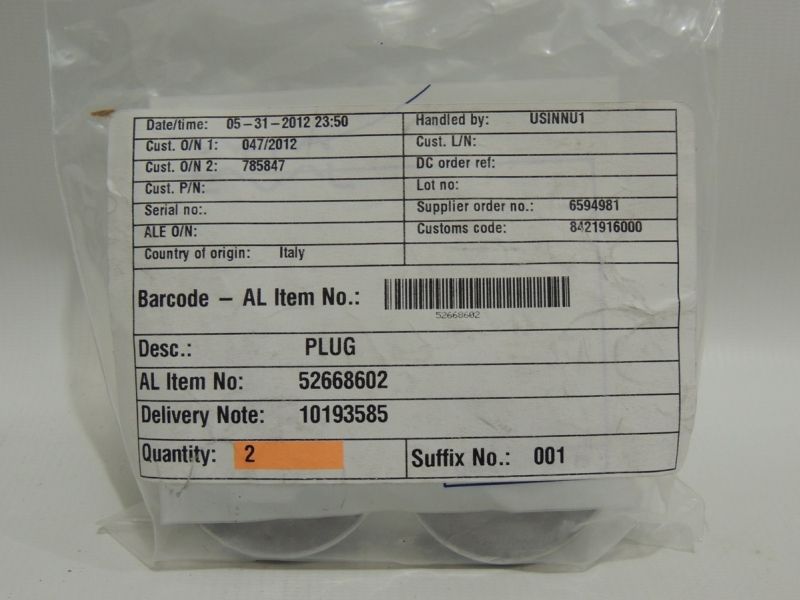 Date/time: 05-31-2012 23:50 Handled by: USINNU1
Cust. O/N 1: 047/2012 Cust. L/N:
Cust. O/N 2: 785847 DC order ref:
Cust. P/N: Lot no:
Serial no:. Supplier order no.: 6594981
ALE O/N: Customs code: 8421916000
Country of origin: Italy
Barcode – AL Item No.:
52668602
Desc.: PLUG
AL Item No: 52668602
Delivery Note: 10193585
Quantity: 2 Suffix No.: 001